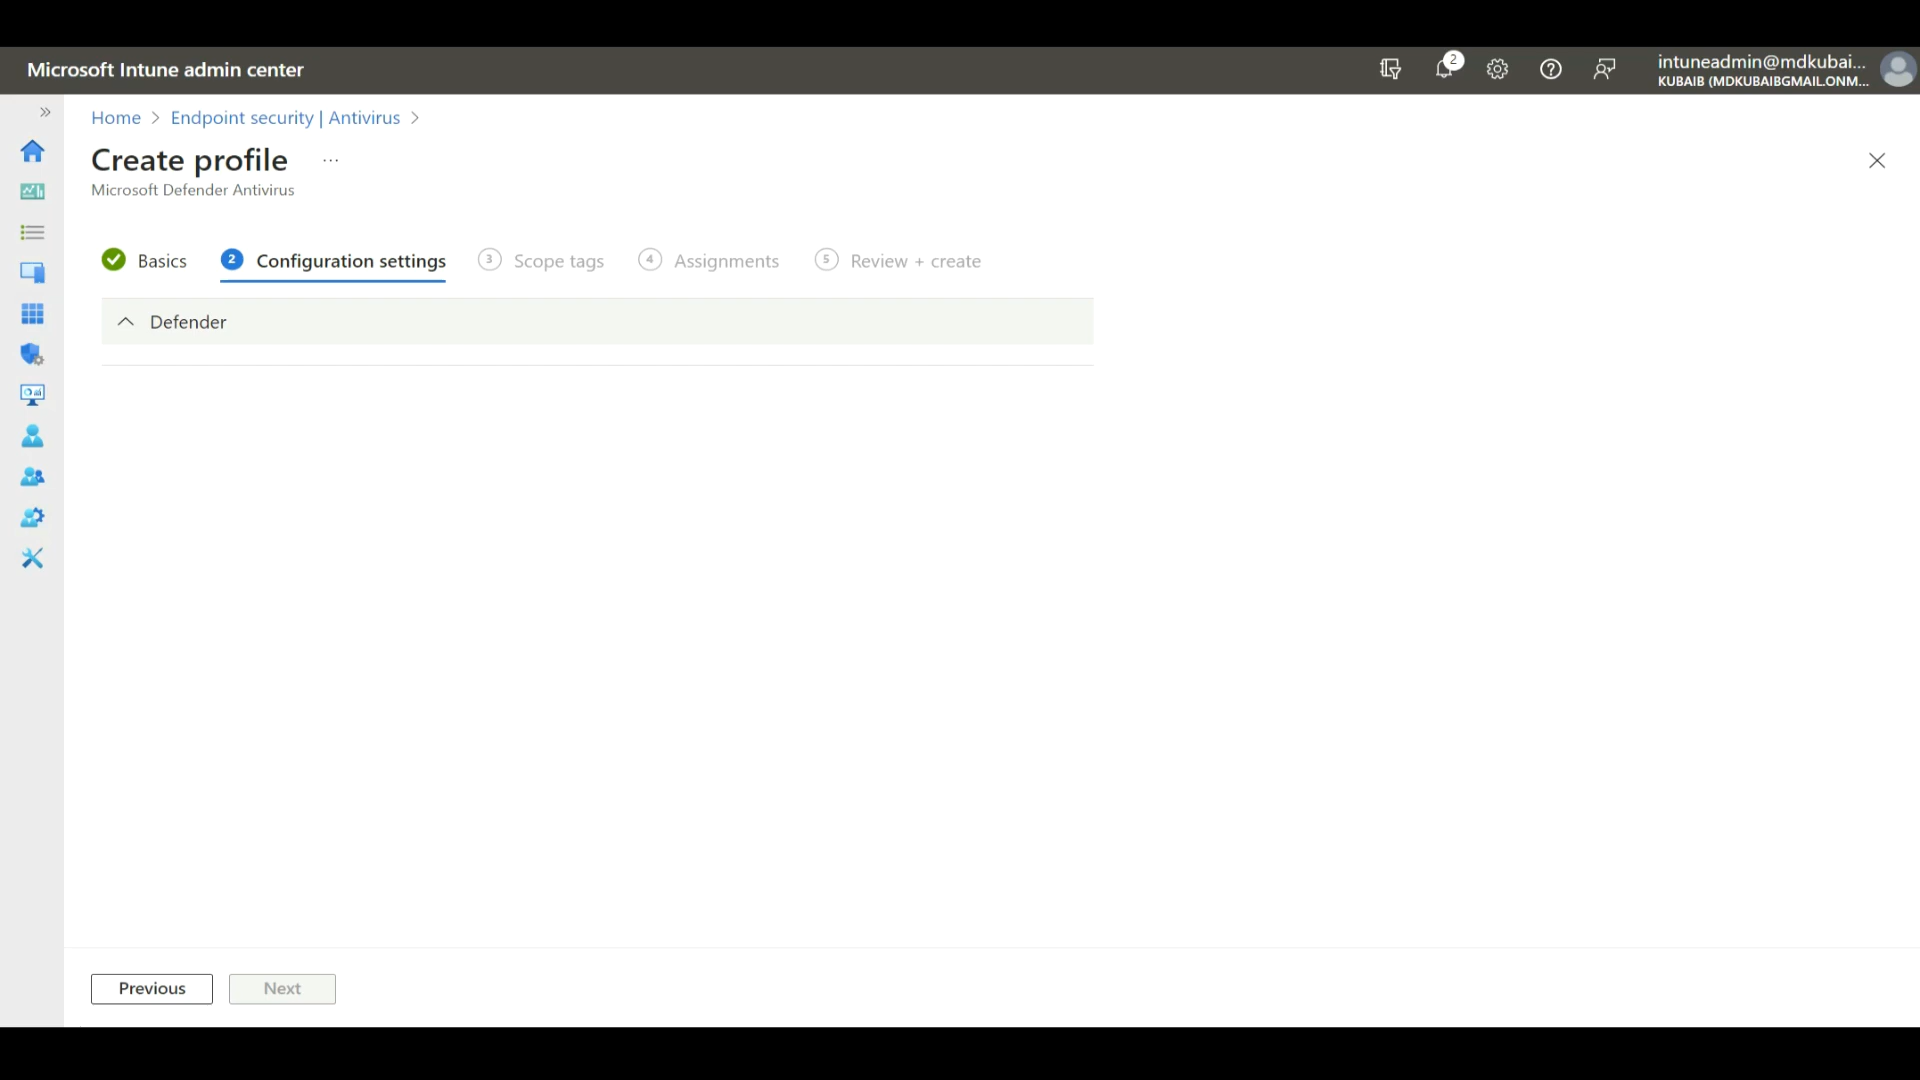 Microsoft Intune admin center
2
intuneadmin@mdkubai...
KUBAIB (MDKUBAIBGMAIL.ONM...
Home > Endpoint security | Antivirus >
Create profile ...
Microsoft Defender Antivirus
Basics 2 Configuration settings 3 Scope tags 4 Assignments 5 Review + create
Defender
Previous Next